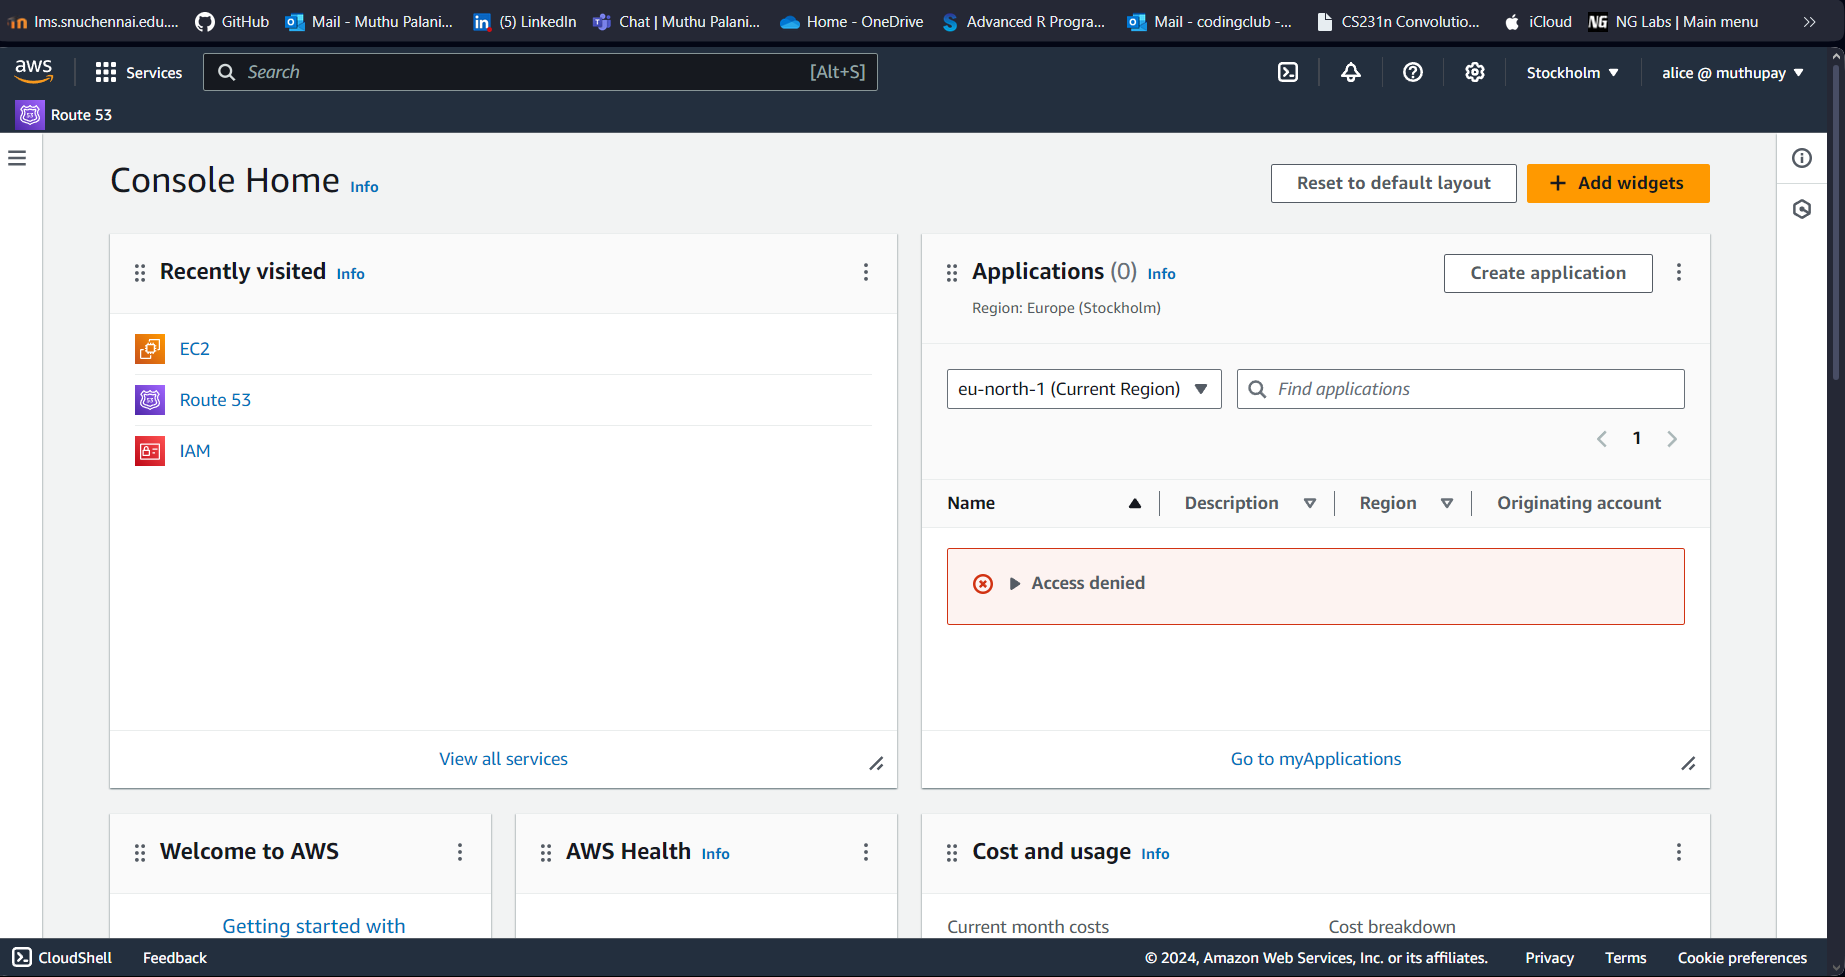 lms.snuchennai.edu.... GitHub Mail - Muthu Palani... (5) LinkedIn Chat | Muthu Palani... Home - OneDrive Advanced R Progra... Mail - codingclub -... CS231n Convolutio... iCloud NG NG Labs | Main menu
aws Services Search [Alt+S] Stockholm alice @ muthupay
Route 53
Console Home Info
Reset to default layout
+ Add widgets
Recently visited Info
EC2
Route 53
IAM
View all services
Applications (0) Info
Create application
Region: Europe (Stockholm)
eu-north-1 (Current Region) Find applications
1
Name Description Region Originating account
Access denied
Go to myApplications
Welcome to AWS
Getting started with
AWS Health Info
Cost and usage Info
Current month costs Cost breakdown
CloudShell Feedback © 2024, Amazon Web Services, Inc. or its affiliates. Privacy Terms Cookie preferences